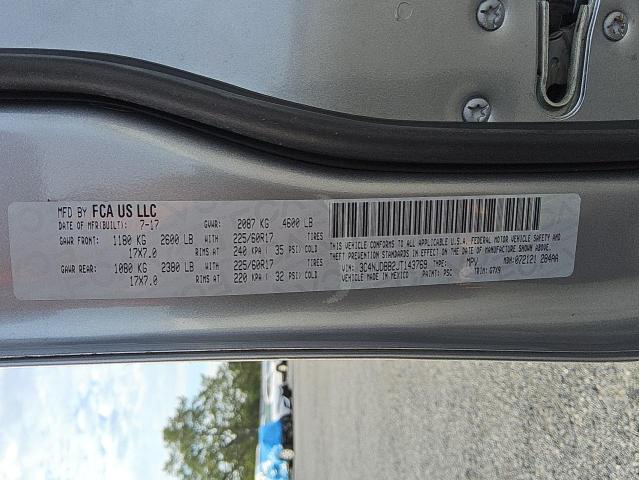 MFD BY FCA US LLC
DATE OF MFR(BUILT): 7-17 GVWR: 2087 KG 4600 LB
GAWR FRONT: 1180 KG 2600 LB WITH 225/60R17 TIRES
17X7.0 RIMS AT 240 KPA ( 35 PSI) COLD
GAWR REAR: 1080 KG 2380 LB WITH 225/60R17 TIRES
17X7.0 RIMS AT 220 KPA ( 32 PSI) COLD
THIS VEHICLE CONFORMS TO ALL APPLICABLE U.S.A. FEDERAL MOTOR VEHICLE SAFETY AND
THEFT PREVENTION STANDARDS IN EFFECT ON THE DATE OF MANUFACTURE SHOWN ABOVE.
VIN: 3C4NJDBB2JT143769 TYPE: MPV MDH: 072121 284AA
VEHICLE MADE IN MEXICO PAINT: PSC TRIM: G7X9